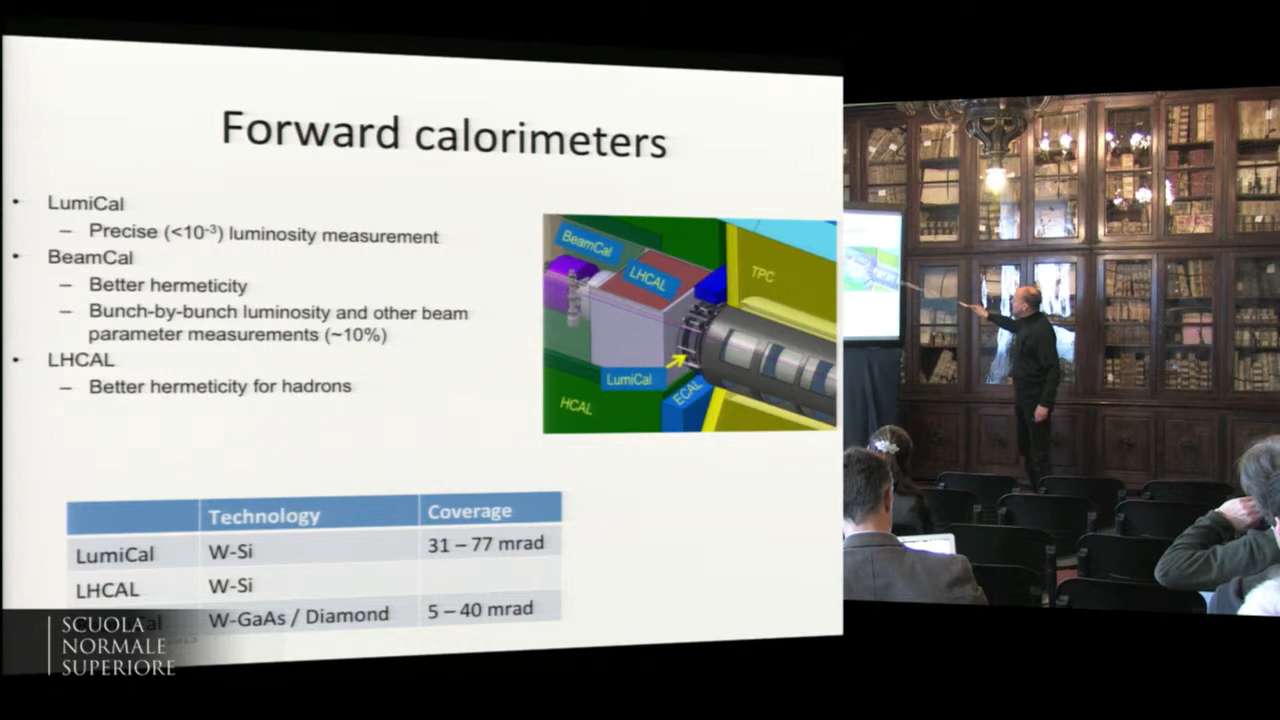 Forward calorimeters
• LumiCal
– Precise (<10⁻³) luminosity measurement
• BeamCal
– Better hermeticity
– Bunch-by-bunch luminosity and other beam
parameter measurements (~10%)
• LHCAL
– Better hermeticity for hadrons
BeamCal
LHCAL
TPC
LumiCal
ECAL
HCAL
Technology Coverage
LumiCal W-Si 31 – 77 mrad
LHCAL W-Si
W-GaAs / Diamond 5 – 40 mrad
SCUOLA
NORMALE
SUPERIORE